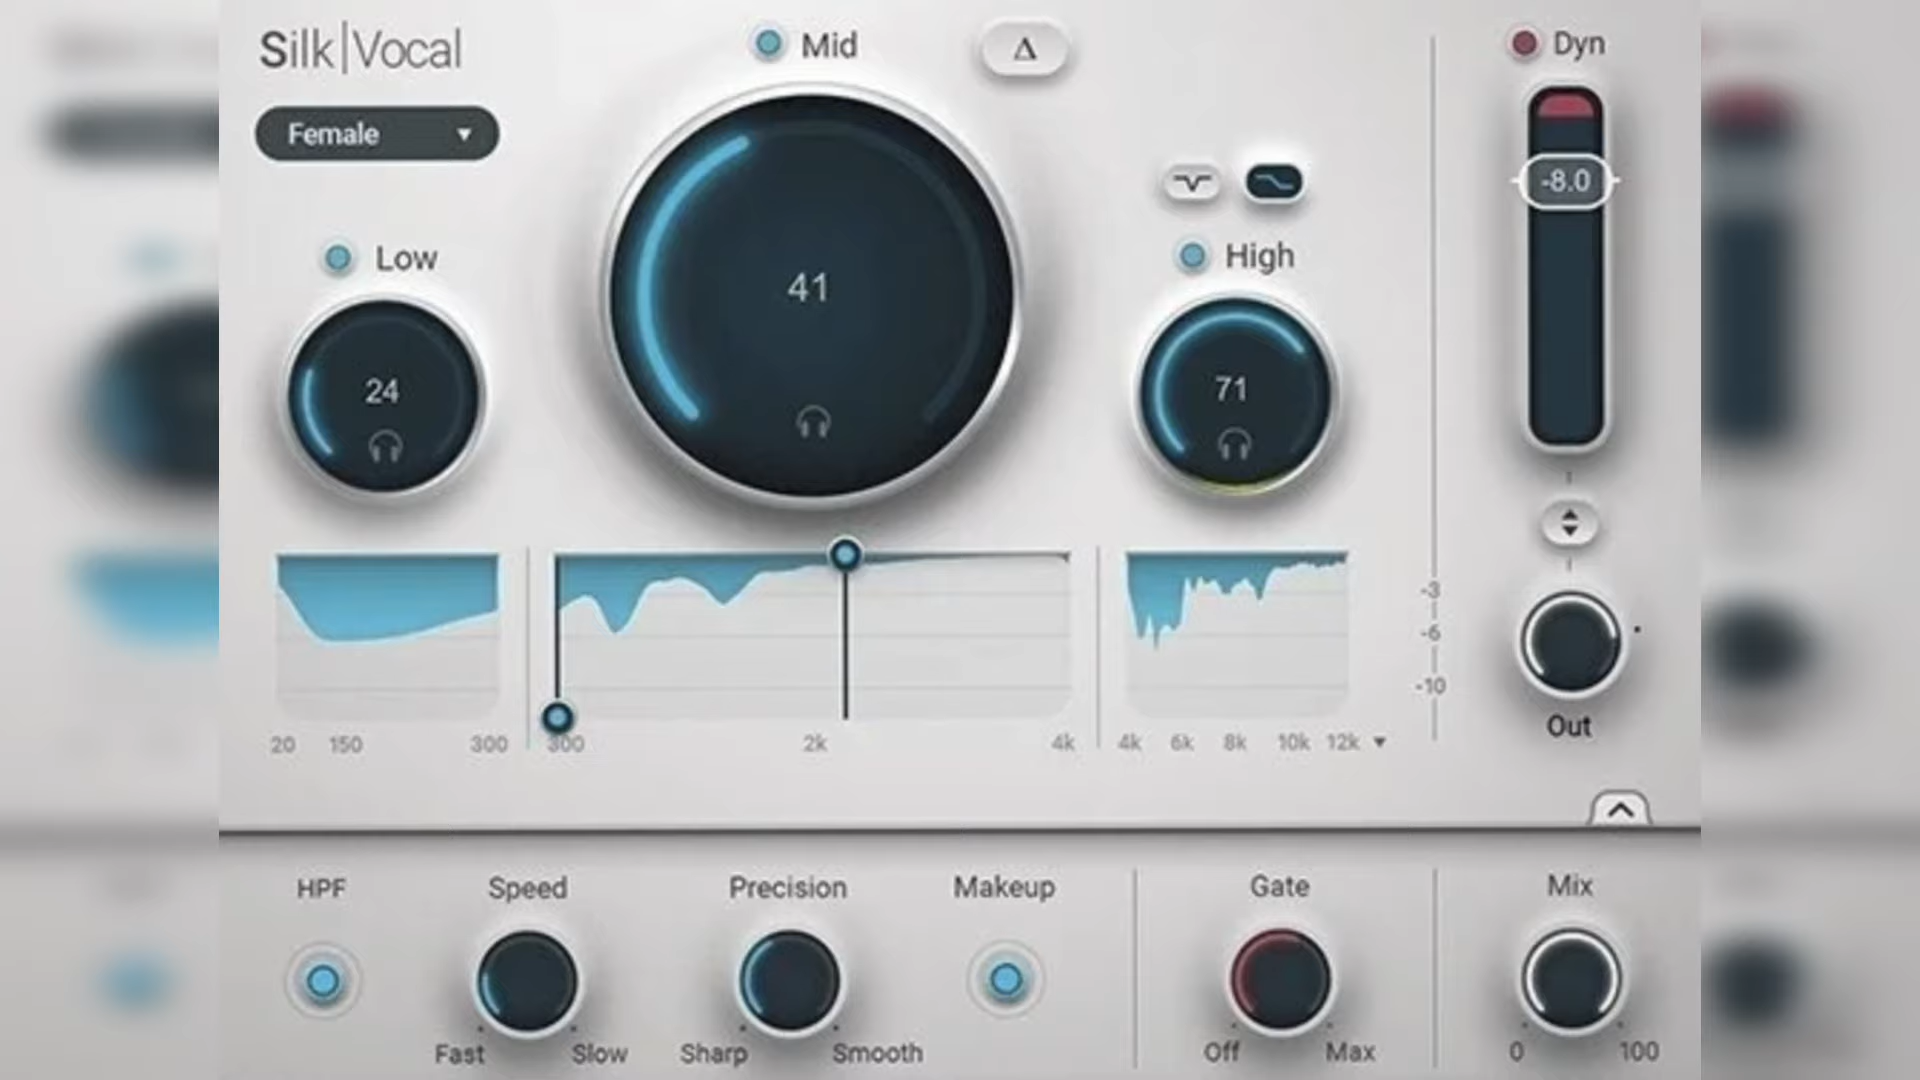 Silk|Vocal
Mid
Δ
Dyn
Female
-8.0
Low
High
24
41
71
-3
-6
-10
20 150 300
300 2k 4k
4k 6k 8k 10k 12k
Out
HPF
Speed
Precision
Makeup
Gate
Mix
Fast Slow
Sharp Smooth
Off Max
0 100